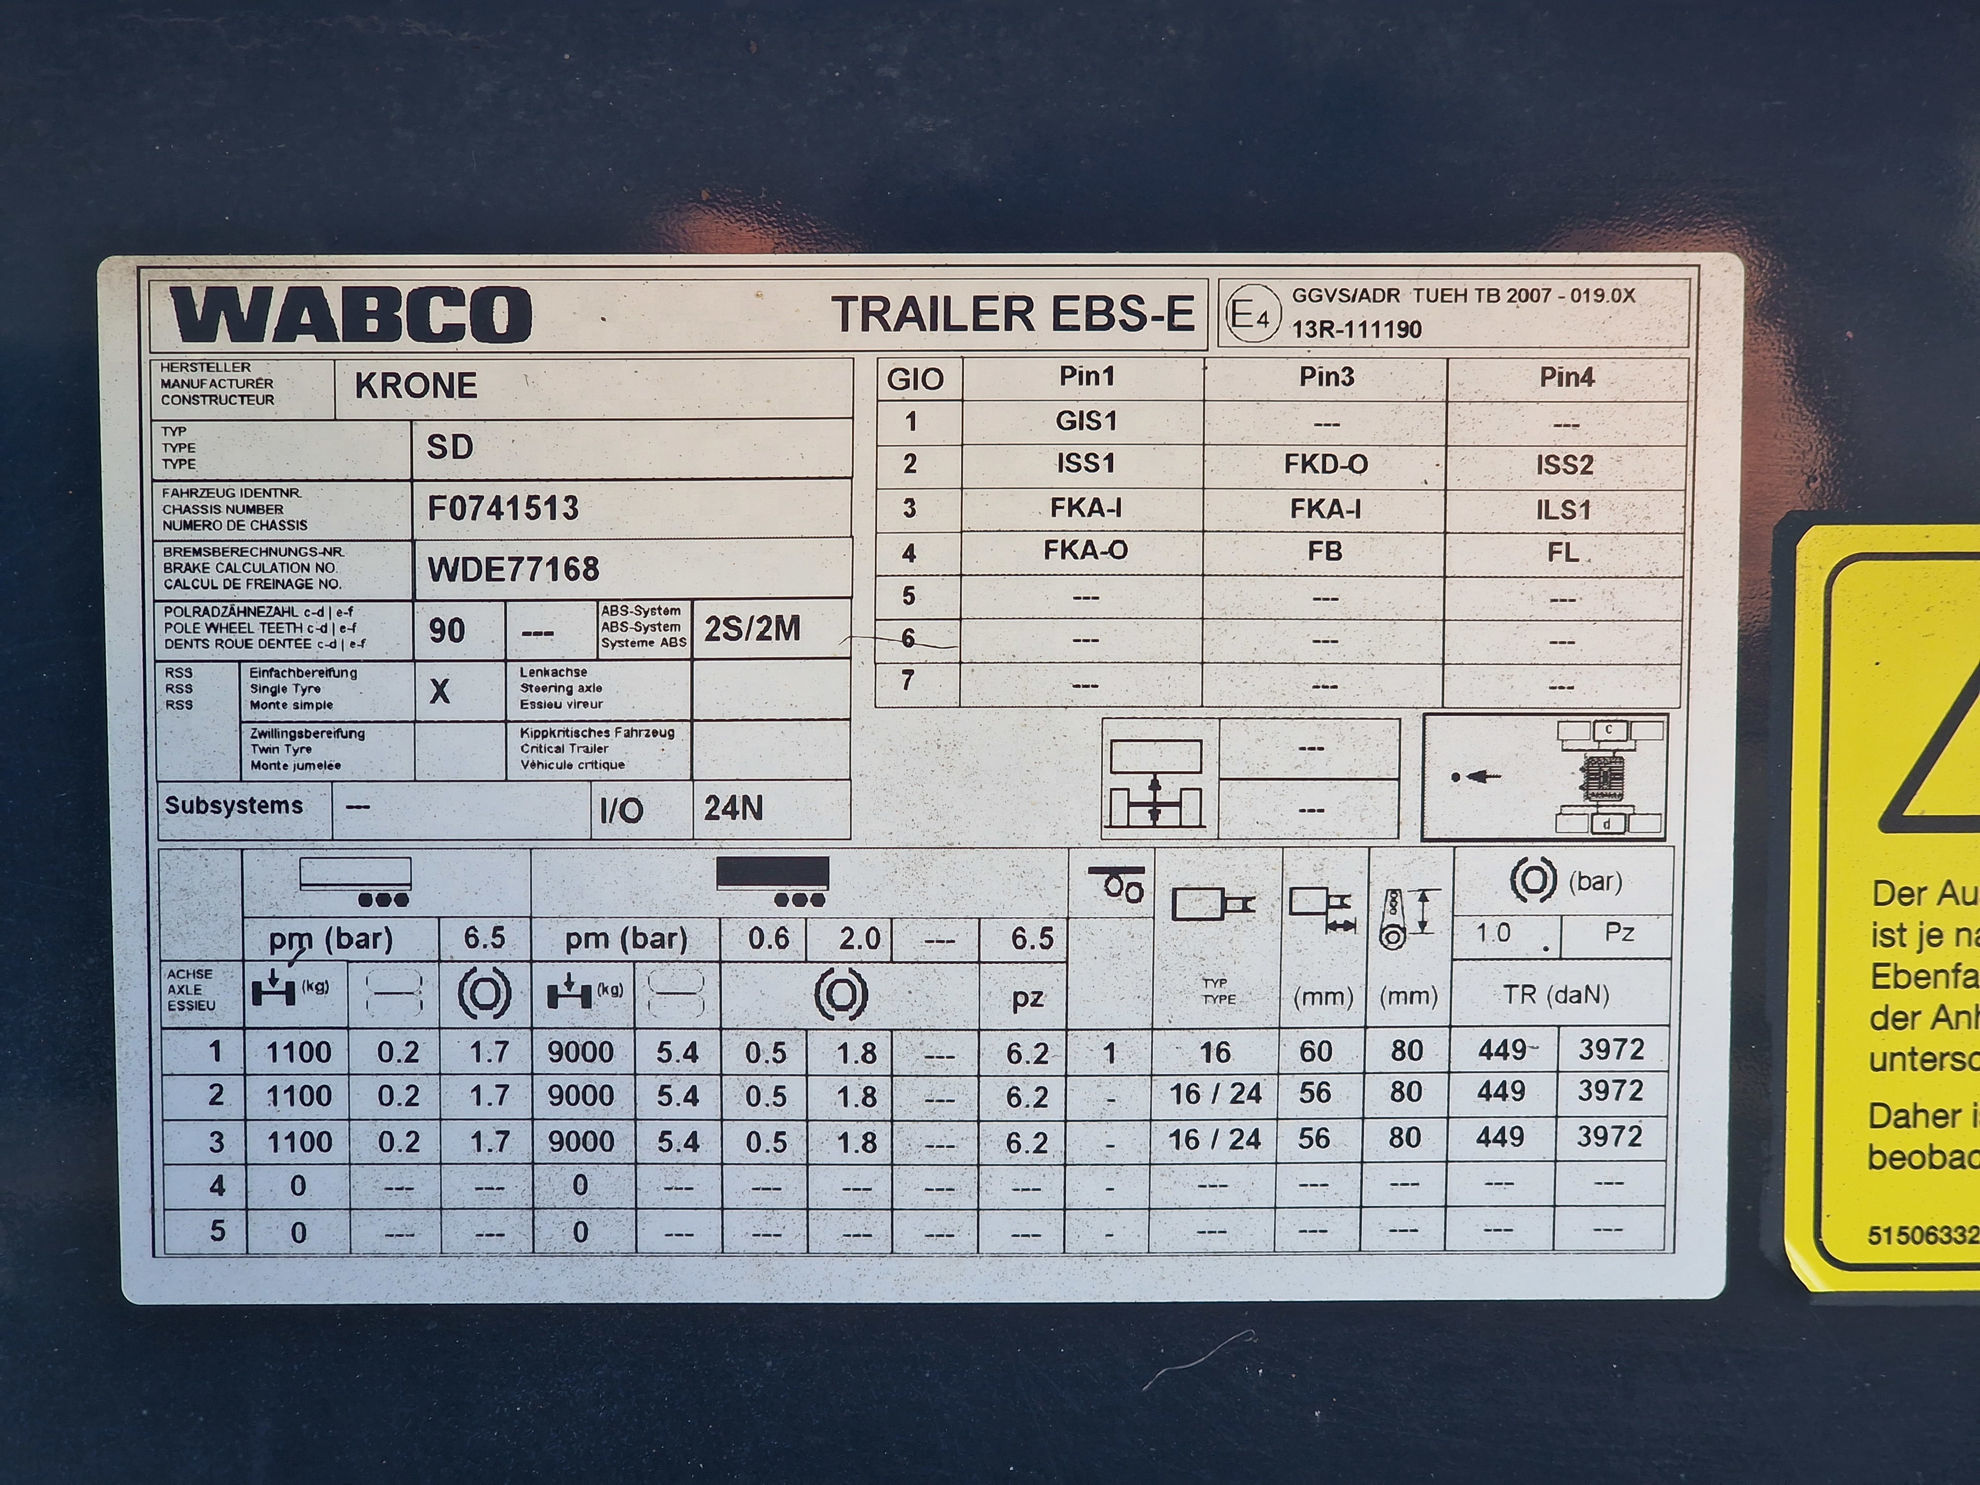 WABCO TRAILER EBS-E
E4 GGVS/ADR TUEH TB 2007 - 019.0X
13R-111190
HERSTELLER
MANUFACTURER
CONSTRUCTEUR
KRONE
TYP
TYPE
TYPE
SD
FAHRZEUG IDENTNR.
CHASSIS NUMBER
NUMERO DE CHASSIS
F0741513
BREMSBERECHNUNGS-NR.
BRAKE CALCULATION NO.
CALCUL DE FREINAGE NO.
WDE77168
POLRADZÄHNEZAHL c-d | e-f
POLE WHEEL TEETH c-d | e-f
DENTS ROUE DENTEE c-d | e-f
90 ---
ABS-System
ABS-System
Système ABS
2S/2M
RSS
RSS
RSS
Einfachbereifung
Single Tyre
Monte simple
X
Lenkachse
Steering axle
Essieu vireur
Zwillingsbereifung
Twin Tyre
Monte jumelée
Kippkritisches Fahrzeug
Critical Trailer
Véhicule critique
Subsystems -- I/O 24N
GIO Pin1 Pin3 Pin4
1 GIS1 --- ---
2 ISS1 FKD-O ISS2
3 FKA-I FKA-I ILS1
4 FKA-O FB FL
5 --- --- ---
6 --- --- ---
7 --- --- ---
---
---
c
d
(bar)
pm (bar) 6.5 pm (bar) 0.6 2.0 --- 6.5 1.0 Pz
ACHSE
AXLE
ESSIEU
(kg) (kg) pz
TYP
TYPE
(mm) (mm) TR (daN)
1 1100 0.2 1.7 9000 5.4 0.5 1.8 --- 6.2 1 16 60 80 449 3972
2 1100 0.2 1.7 9000 5.4 0.5 1.8 --- 6.2 - 16 / 24 56 80 449 3972
3 1100 0.2 1.7 9000 5.4 0.5 1.8 --- 6.2 - 16 / 24 56 80 449 3972
4 0 --- --- 0 --- --- --- --- --- - --- --- --- --- ---
5 0 --- --- 0 --- --- --- --- --- - --- --- --- --- ---
Der Au
ist je na
Ebenfa
der Anh
untersc
Daher i
beobac
51506332